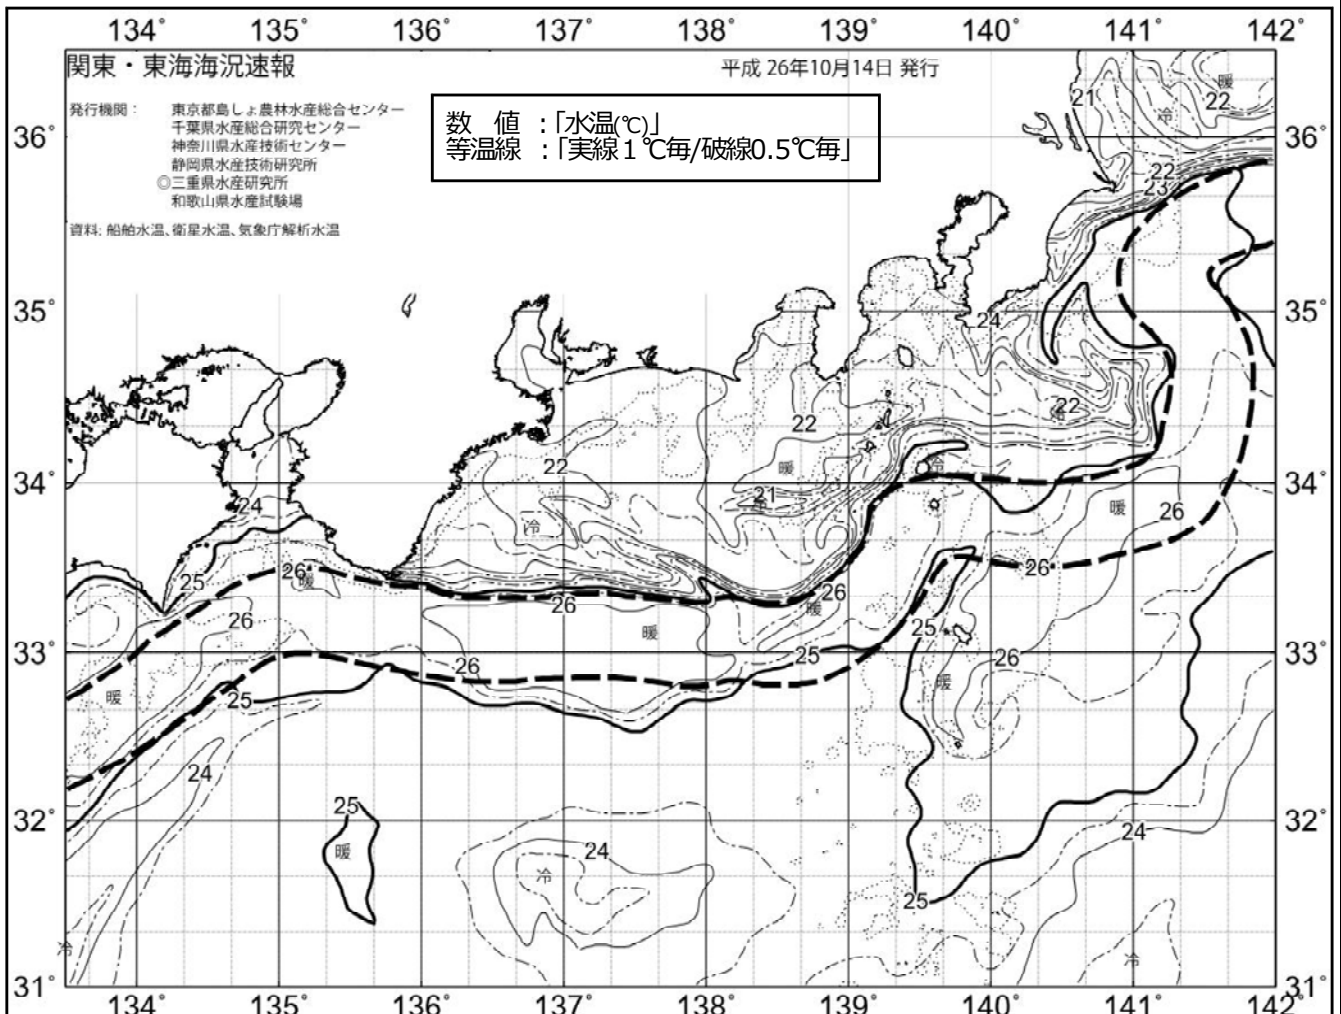 134° 135° 136° 137° 138° 139° 140° 141° 142°
関東・東海海況速報
平成 26年10月14日 発行
発行機関： 東京都島しょ農林水産総合センター
千葉県水産総合研究センター
神奈川県水産技術センター
静岡県水産技術研究所
◎三重県水産研究所
和歌山県水産試験場
資料: 船舶水温、衛星水温、気象庁解析水温
数 値 ：「水温(℃)」
等温線 ：「実線１℃毎/破線0.5℃毎」
暖
21 22
冷
36° 36°
22
23
35° 35°
24
22
22
22
暖
冷
34° 34°
21
24
冷
暖
26
冷
26 26
25 暖
26
26 暖
26
25
暖
33° 33°
26
25
26
暖
25
暖
24
25
32° 32°
24
24
暖
冷
25
冷
冷
31° 31°
134° 135° 136° 137° 138° 139° 140° 141° 142°